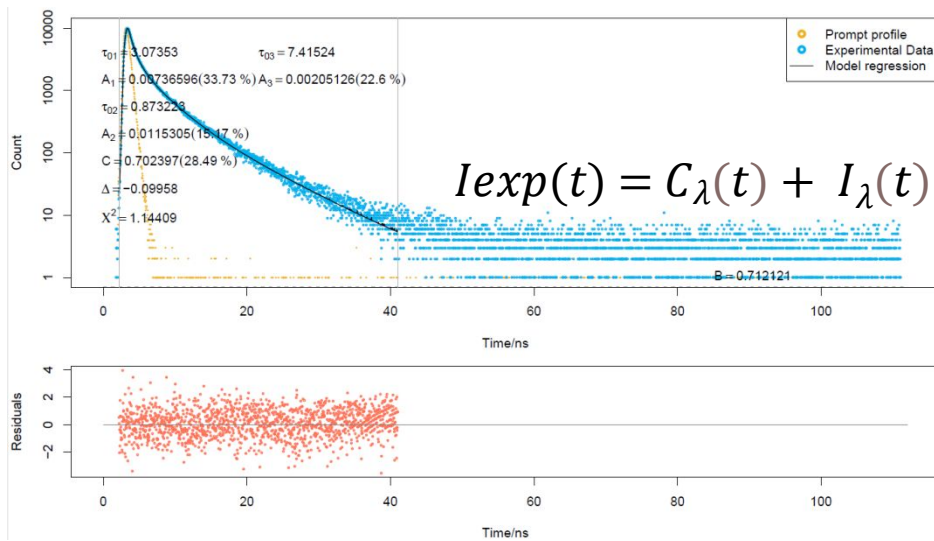 Prompt profile
Experimental Data
Model regression
τ01 = 3.07353 τ03 = 7.41524
A1 = 0.00736596(33.73 %) A3 = 0.00205126(22.6 %)
τ02 = 0.873223
A2 = 0.0115305(15.17 %)
C = 0.702397(28.49 %)
Δ = −0.09958
X² = 1.14409
Iexp(t) = Cλ(t) + Iλ(t)
B = 0.712121
Count
10000
1000
100
10
1
0 20 40 60 80 100
Time/ns
Residuals
4
2
0
-2
0 20 40 60 80 100
Time/ns